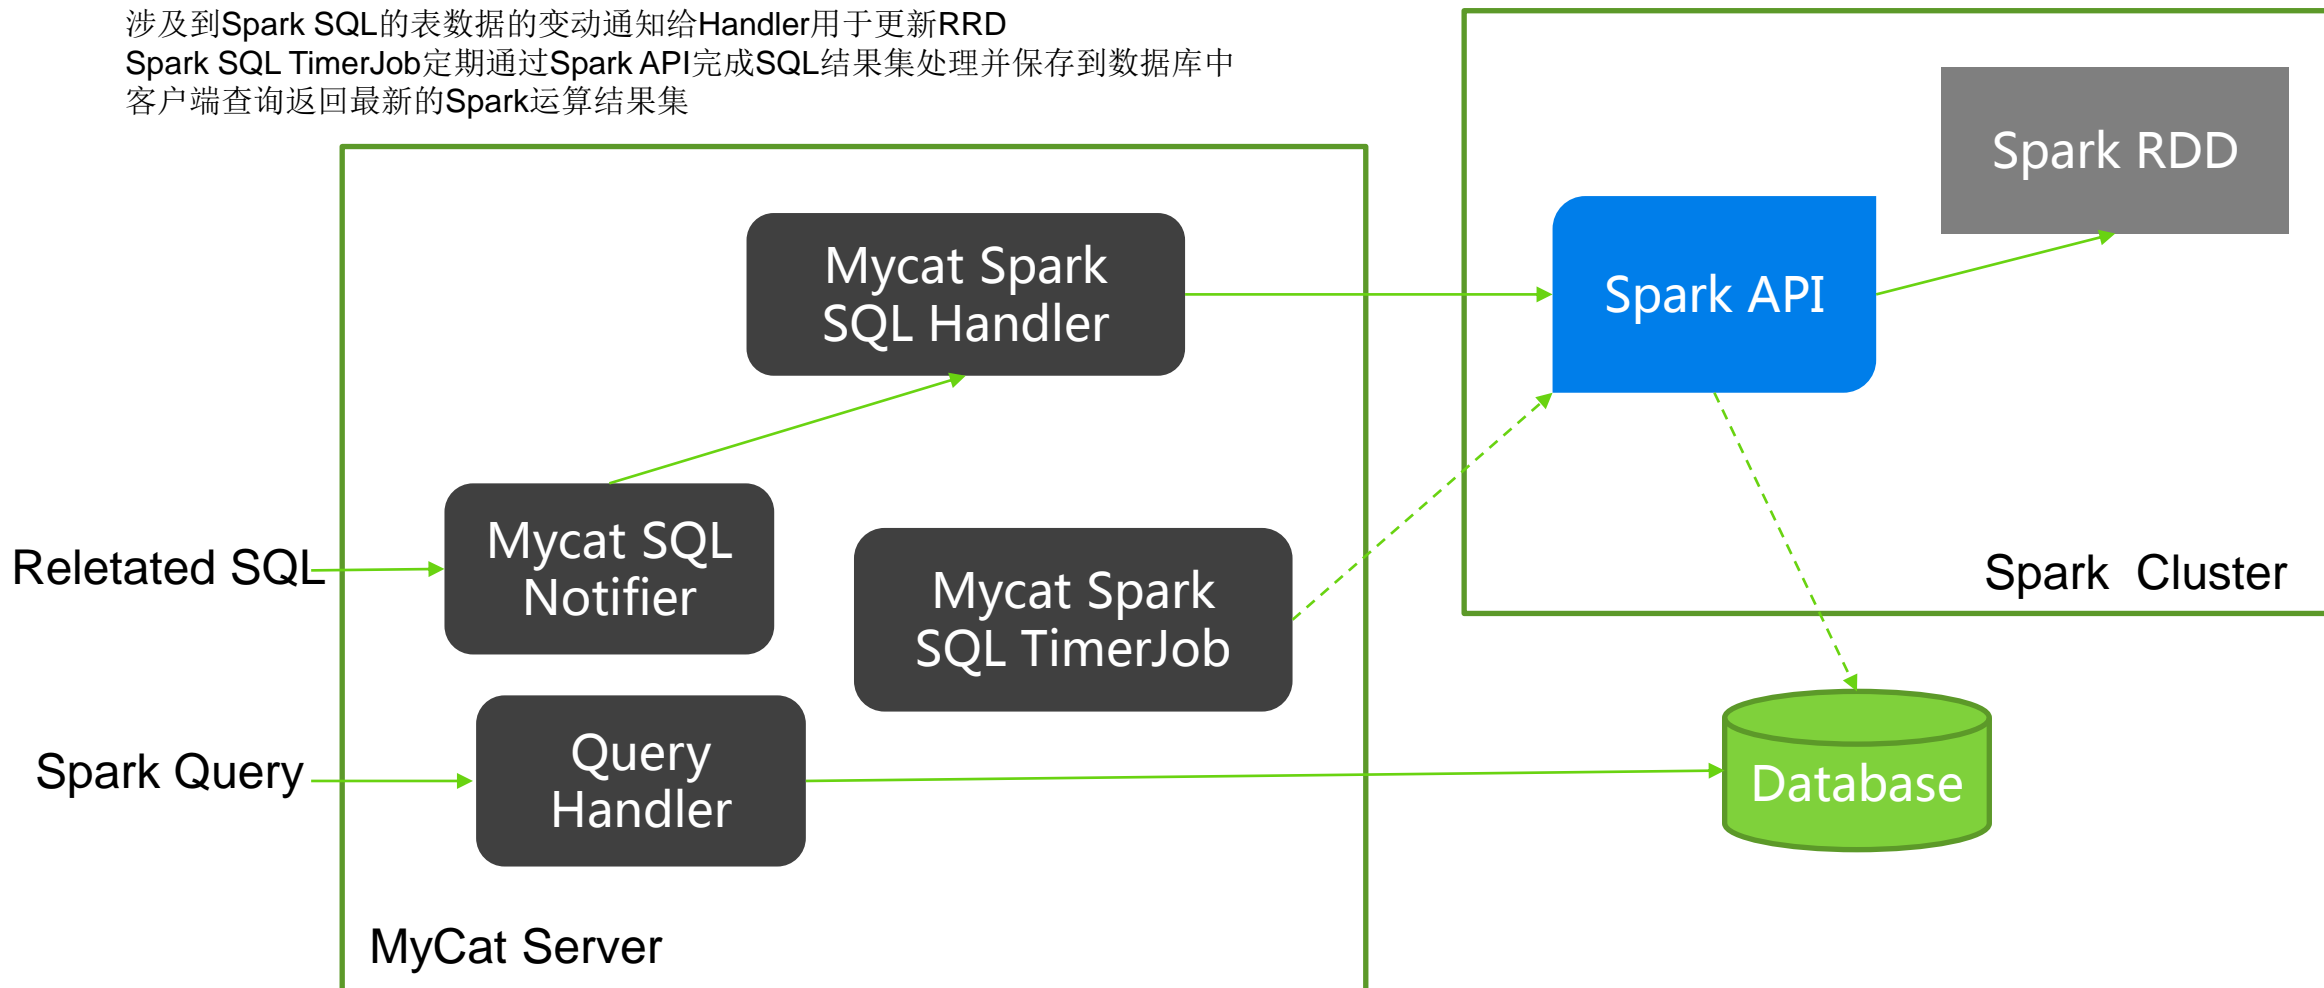 涉及到Spark SQL的表数据的变动通知给Handler用于更新RRD
Spark SQL TimerJob定期通过Spark API完成SQL结果集处理并保存到数据库中
客户端查询返回最新的Spark运算结果集
Spark RDD
Mycat Spark
SQL Handler
Spark API
Reletated SQL
Mycat SQL
Notifier
Mycat Spark
SQL TimerJob
Spark Cluster
Spark Query
Query
Handler
Database
MyCat Server